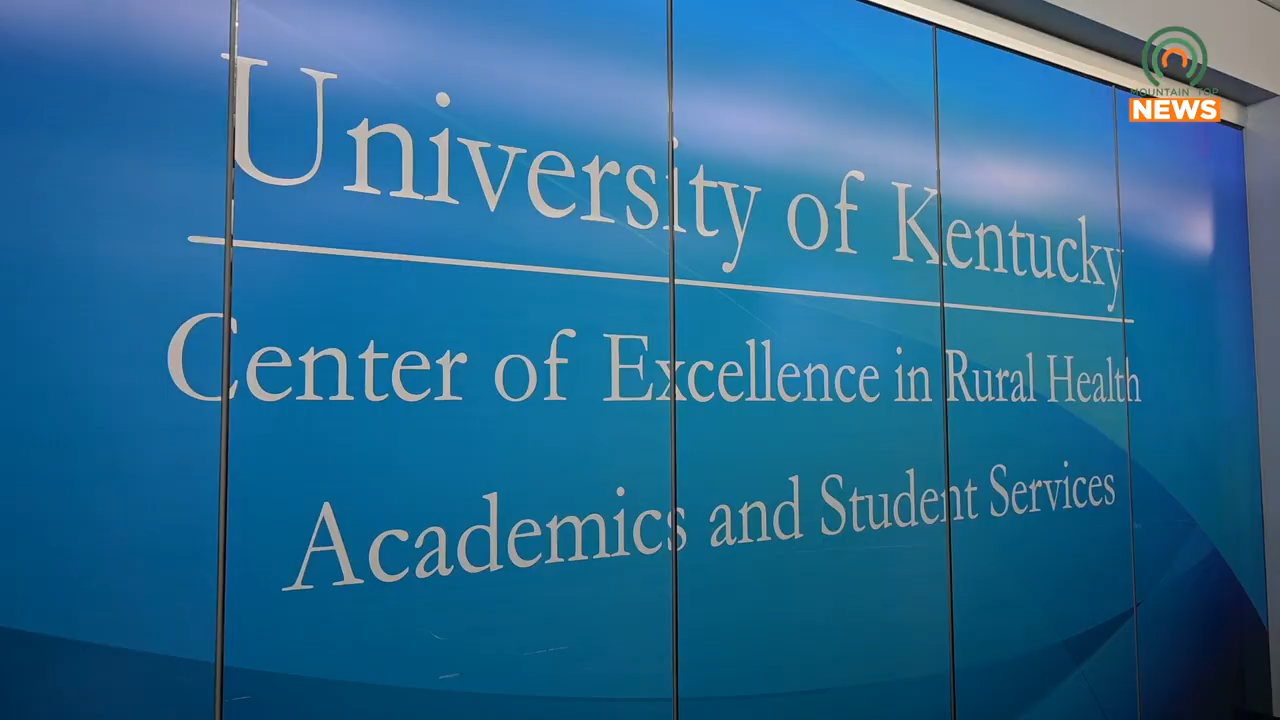 University of Kentucky
Center of Excellence in Rural Health
Academics and Student Services
MOUNTAIN TOP
NEWS